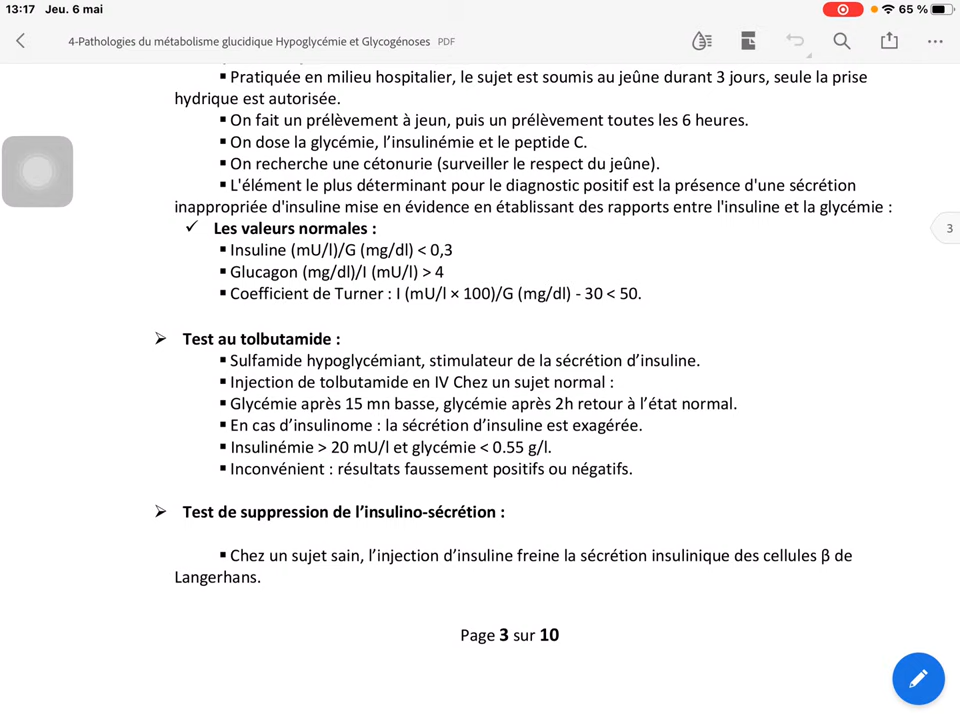 13:17 Jeu. 6 mai 65 %
4-Pathologies du métabolisme glucidique Hypoglycémie et Glycogénoses PDF
▪ Pratiquée en milieu hospitalier, le sujet est soumis au jeûne durant 3 jours, seule la prise
hydrique est autorisée.
▪ On fait un prélèvement à jeun, puis un prélèvement toutes les 6 heures.
▪ On dose la glycémie, l’insulinémie et le peptide C.
▪ On recherche une cétonurie (surveiller le respect du jeûne).
▪ L'élément le plus déterminant pour le diagnostic positif est la présence d'une sécrétion
inappropriée d'insuline mise en évidence en établissant des rapports entre l'insuline et la glycémie :
3
✓ Les valeurs normales :
▪ Insuline (mU/l)/G (mg/dl) < 0,3
▪ Glucagon (mg/dl)/I (mU/l) > 4
▪ Coefficient de Turner : I (mU/l × 100)/G (mg/dl) - 30 < 50.
➢ Test au tolbutamide :
▪ Sulfamide hypoglycémiant, stimulateur de la sécrétion d’insuline.
▪ Injection de tolbutamide en IV Chez un sujet normal :
▪ Glycémie après 15 mn basse, glycémie après 2h retour à l’état normal.
▪ En cas d’insulinome : la sécrétion d’insuline est exagérée.
▪ Insulinémie > 20 mU/l et glycémie < 0.55 g/l.
▪ Inconvénient : résultats faussement positifs ou négatifs.
➢ Test de suppression de l’insulino-sécrétion :
▪ Chez un sujet sain, l’injection d’insuline freine la sécrétion insulinique des cellules β de
Langerhans.
Page 3 sur 10